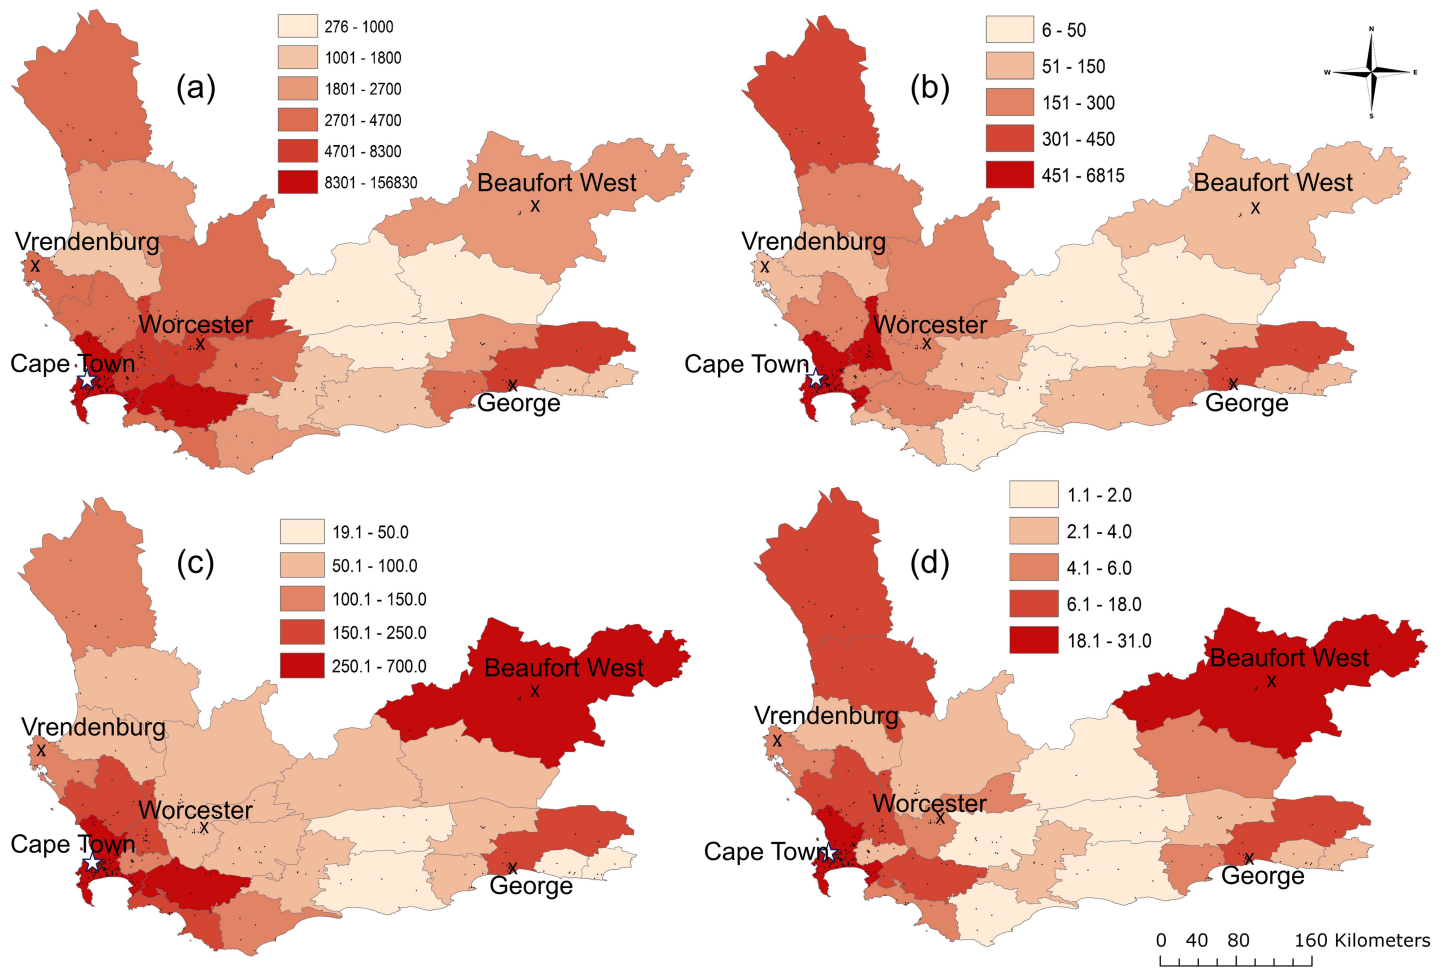 (a)
276 - 1000
1001 - 1800
1801 - 2700
2701 - 4700
4701 - 8300
8301 - 156830
Beaufort West
X
Vrendenburg
X
Worcester
X
Cape Town
X
George
(b)
6 - 50
51 - 150
151 - 300
301 - 450
451 - 6815
N
W
E
S
Beaufort West
X
Vrendenburg
X
Worcester
X
Cape Town
X
George
(c)
19.1 - 50.0
50.1 - 100.0
100.1 - 150.0
150.1 - 250.0
250.1 - 700.0
Beaufort West
X
Vrendenburg
X
Worcester
X
Cape Town
X
George
(d)
1.1 - 2.0
2.1 - 4.0
4.1 - 6.0
6.1 - 18.0
18.1 - 31.0
Beaufort West
X
Vrendenburg
X
Worcester
X
Cape Town
X
George
0 40 80 160 Kilometers